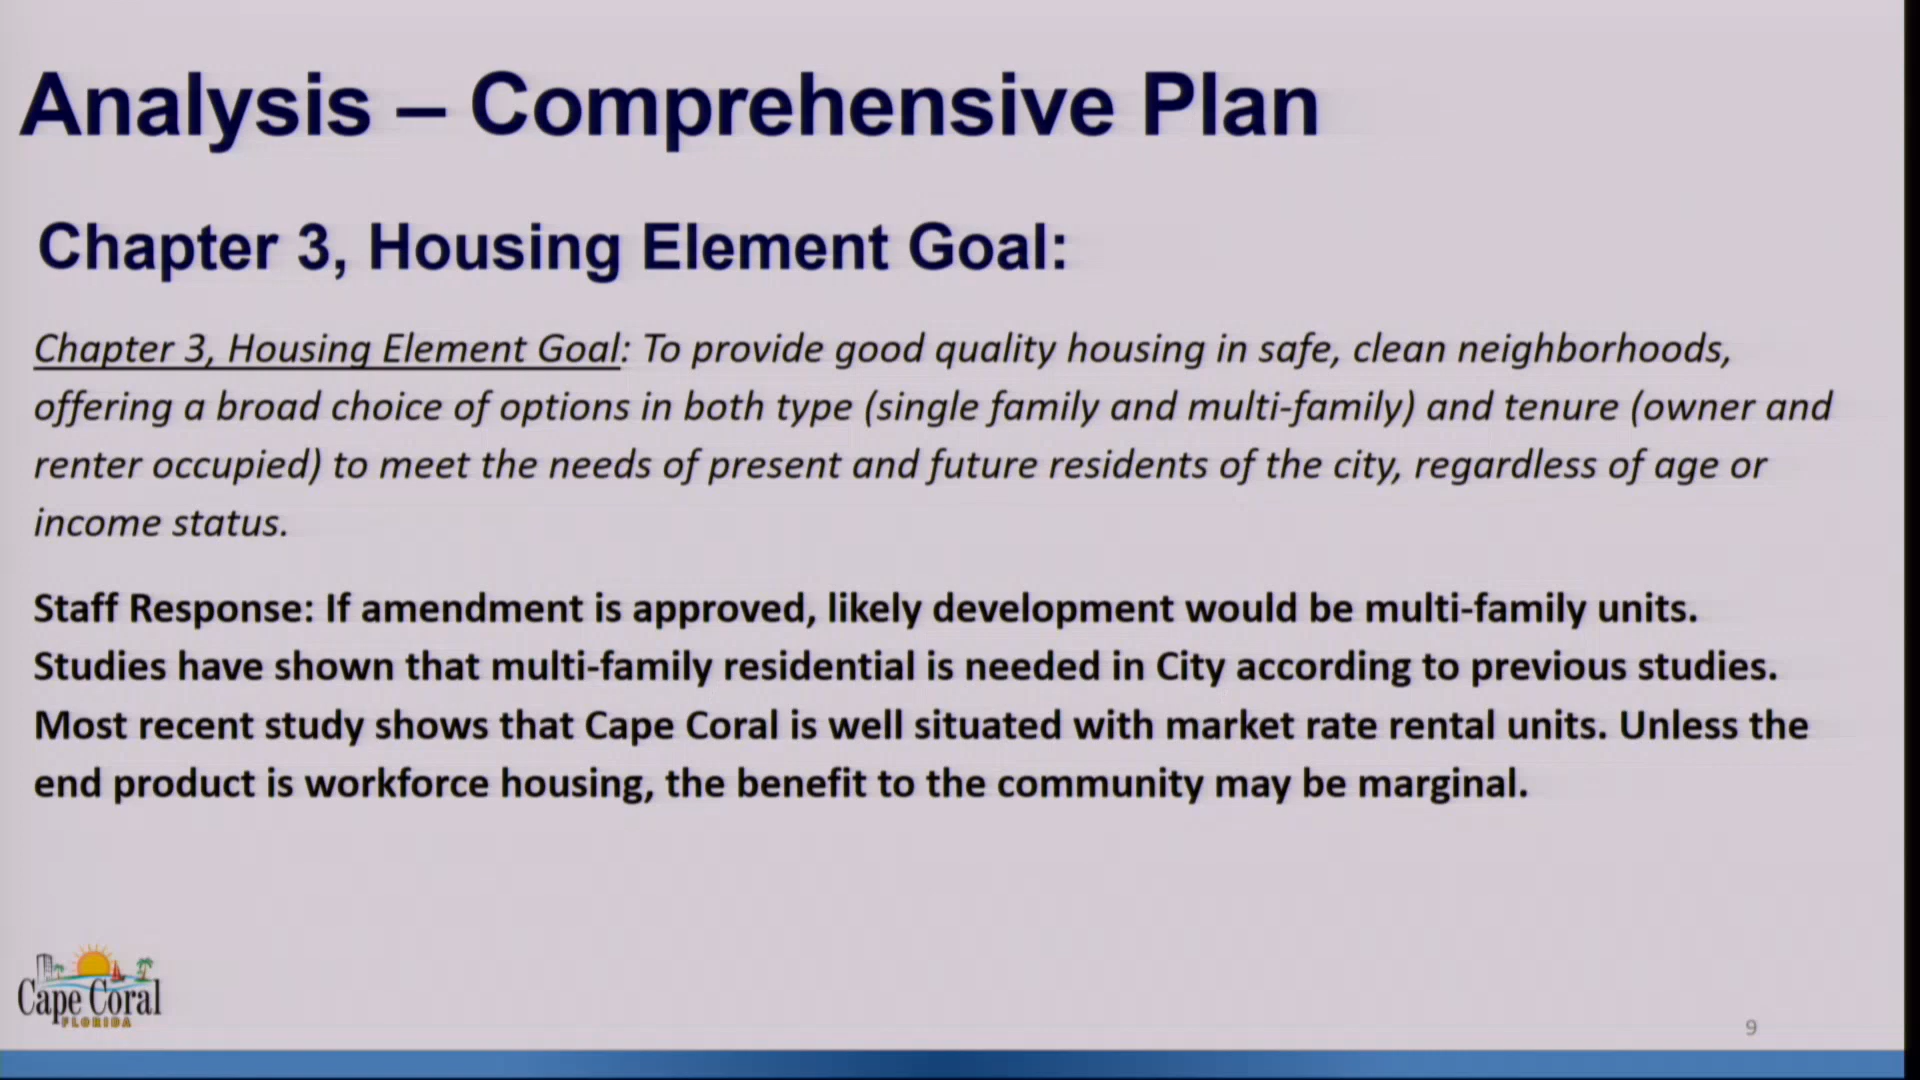 Analysis – Comprehensive Plan
Chapter 3, Housing Element Goal:
Chapter 3, Housing Element Goal: To provide good quality housing in safe, clean neighborhoods,
offering a broad choice of options in both type (single family and multi-family) and tenure (owner and
renter occupied) to meet the needs of present and future residents of the city, regardless of age or
income status.
Staff Response: If amendment is approved, likely development would be multi-family units.
Studies have shown that multi-family residential is needed in City according to previous studies.
Most recent study shows that Cape Coral is well situated with market rate rental units. Unless the
end product is workforce housing, the benefit to the community may be marginal.
Cape Coral
FLORIDA
9